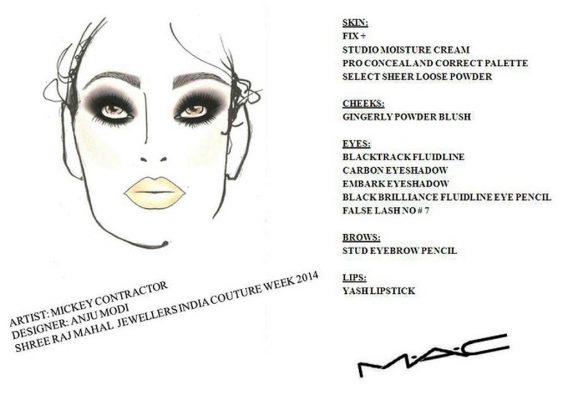 SKIN:
FIX +
STUDIO MOISTURE CREAM
PRO CONCEAL AND CORRECT PALETTE
SELECT SHEER LOOSE POWDER
CHEEKS:
GINGERLY POWDER BLUSH
EYES:
BLACKTRACK FLUIDLINE
CARBON EYESHADOW
EMBARK EYESHADOW
BLACK BRILLIANCE FLUIDLINE EYE PENCIL
FALSE LASH NO # 7
BROWS:
STUD EYEBROW PENCIL
LIPS:
YASH LIPSTICK
ARTIST: MICKEY CONTRACTOR
DESIGNER: ANJU MODI
SHREE RAJ MAHAL JEWELLERS INDIA COUTURE WEEK 2014
M·A·C